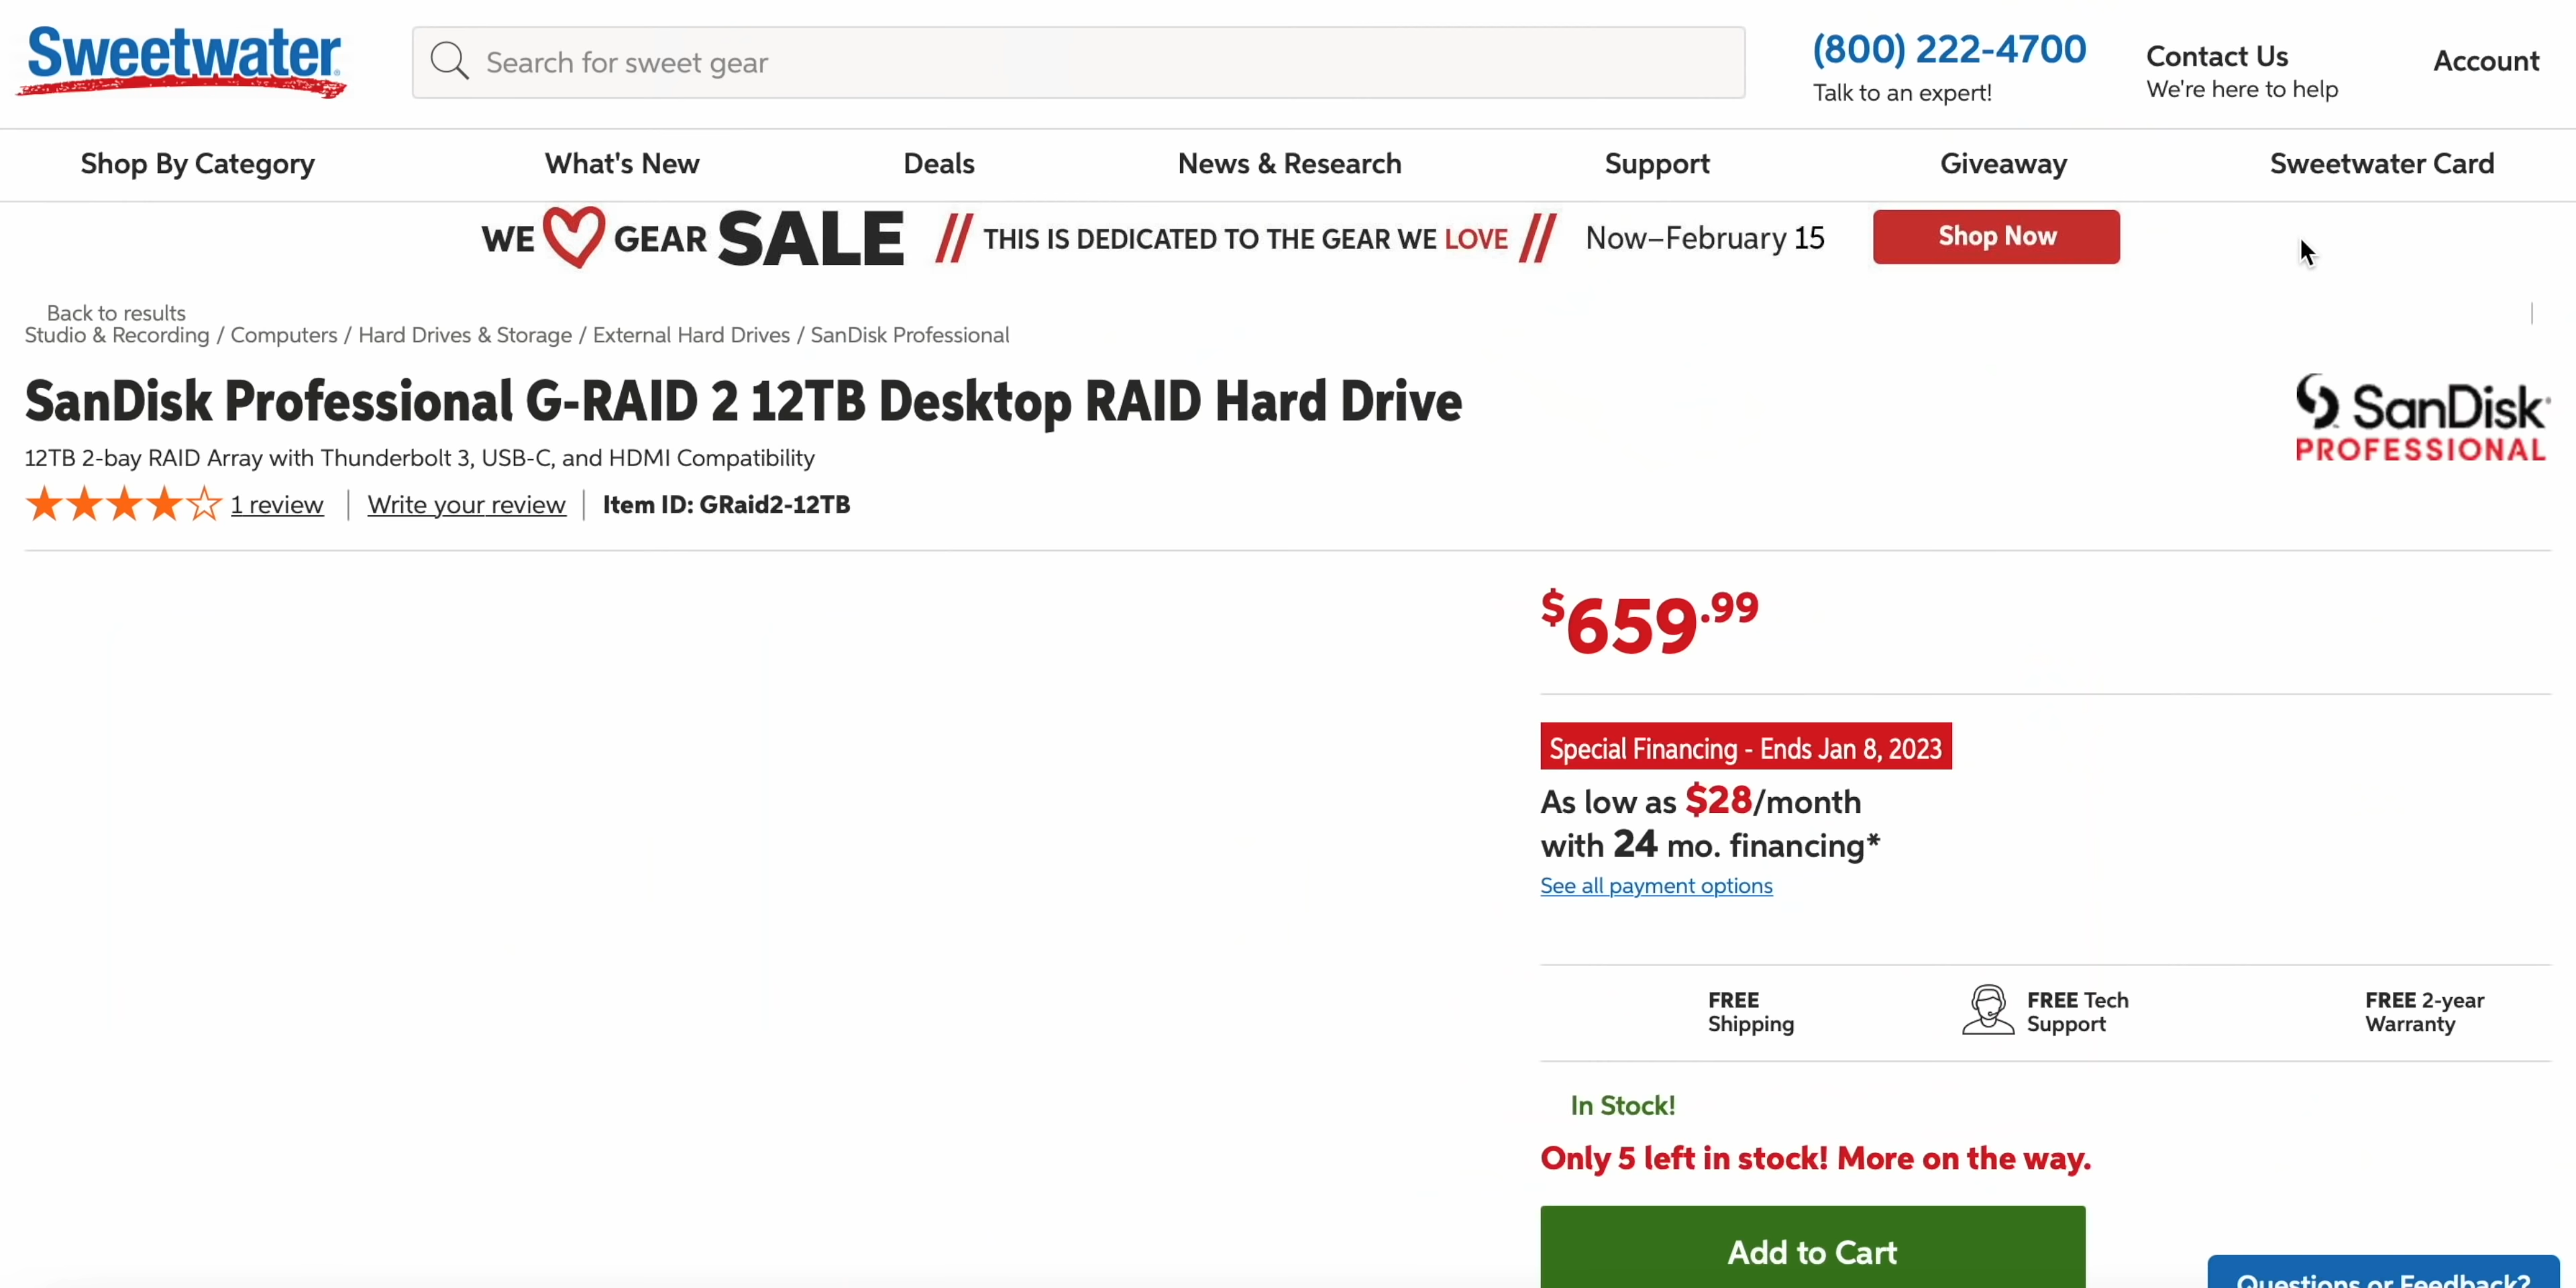 Sweetwater
Search for sweet gear
(800) 222-4700
Talk to an expert!
Contact Us
We're here to help
Account
Shop By Category
What's New
Deals
News & Research
Support
Giveaway
Sweetwater Card
WE GEAR SALE // THIS IS DEDICATED TO THE GEAR WE LOVE // Now–February 15
Shop Now
Back to results
Studio & Recording / Computers / Hard Drives & Storage / External Hard Drives / SanDisk Professional
SanDisk Professional G-RAID 2 12TB Desktop RAID Hard Drive
12TB 2-bay RAID Array with Thunderbolt 3, USB-C, and HDMI Compatibility
1 review | Write your review | Item ID: GRaid2-12TB
SanDisk
PROFESSIONAL
$659.99
Special Financing - Ends Jan 8, 2023
As low as $28/month
with 24 mo. financing*
See all payment options
FREE
Shipping
FREE Tech
Support
FREE 2-year
Warranty
In Stock!
Only 5 left in stock! More on the way.
Add to Cart
Questions or Feedback?